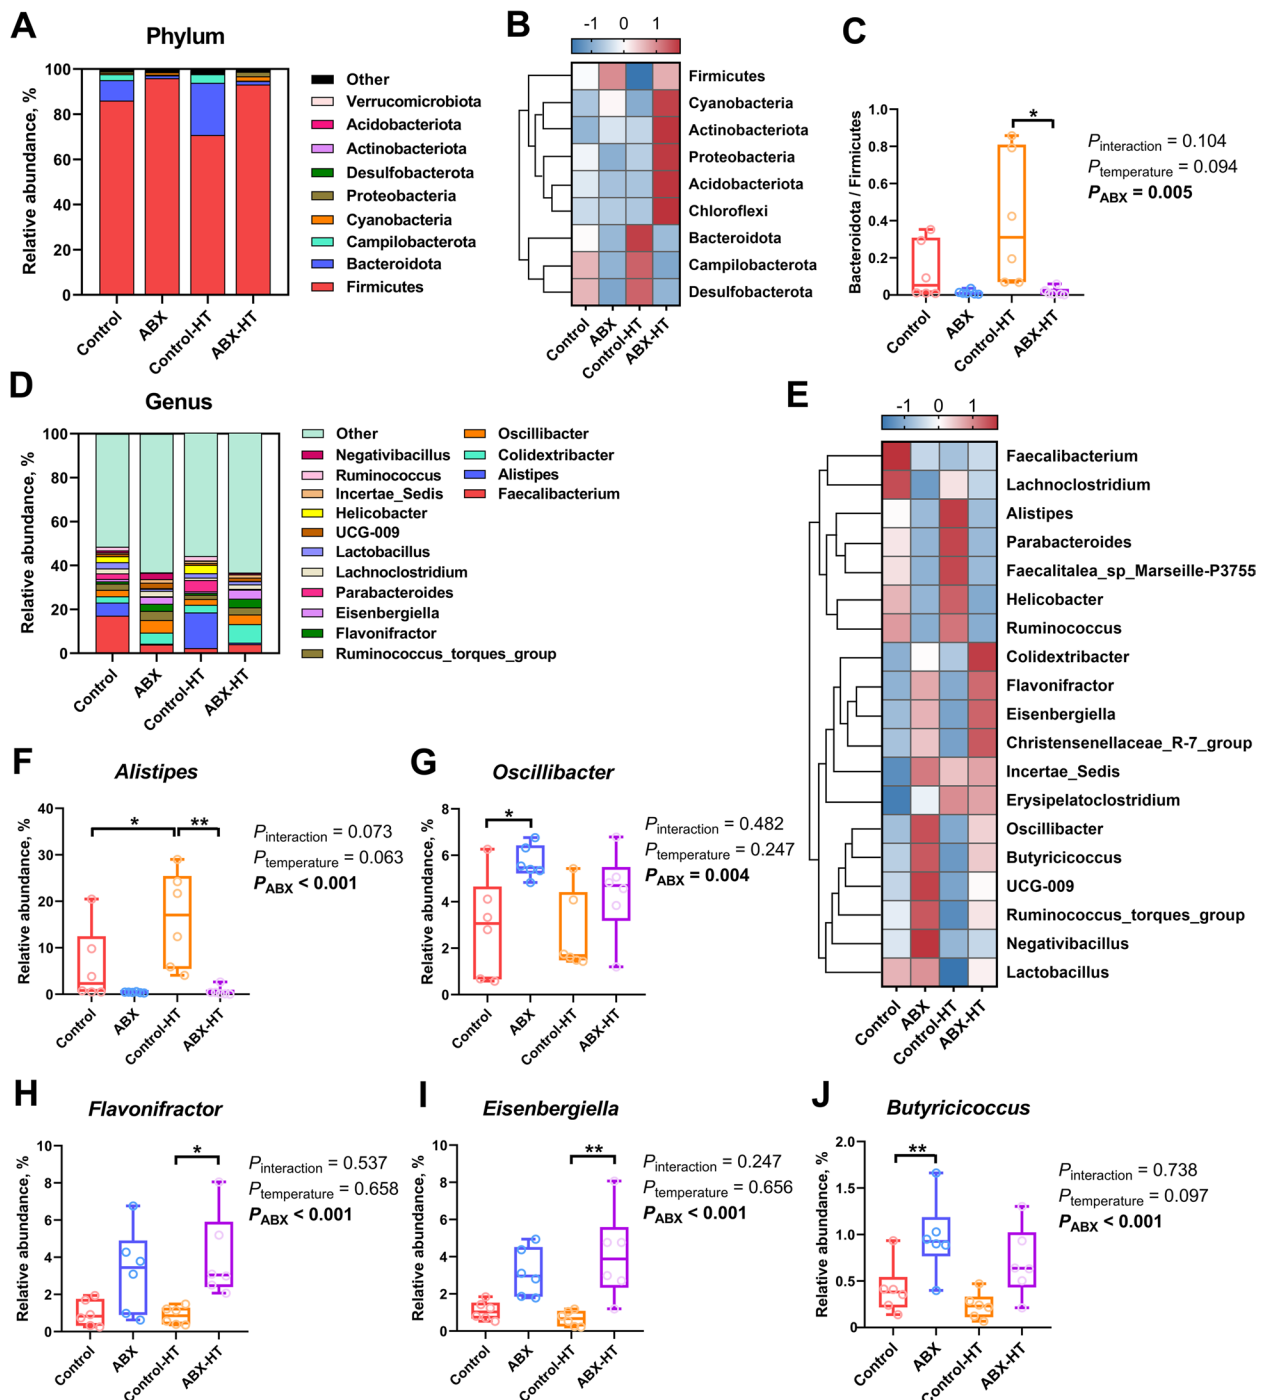 A
Phylum
Relative abundance, %
100
80
60
40
20
0
Control
ABX
Control-HT
ABX-HT
Other
Verrucomicrobiota
Acidobacteriota
Actinobacteriota
Desulfobacterota
Proteobacteria
Cyanobacteria
Campilobacterota
Bacteroidota
Firmicutes
B
-1 0 1
Firmicutes
Cyanobacteria
Actinobacteriota
Proteobacteria
Acidobacteriota
Chloroflexi
Bacteroidota
Campilobacterota
Desulfobacterota
Control
ABX
Control-HT
ABX-HT
C
Bacteroidota / Firmicutes
1.0
0.8
0.6
0.4
0.2
0
*
Control
ABX
Control-HT
ABX-HT
Pinteraction = 0.104
Ptemperature = 0.094
PABX = 0.005
D
Genus
Relative abundance, %
100
80
60
40
20
0
Control
ABX
Control-HT
ABX-HT
Other
Negativibacillus
Ruminococcus
Incertae_Sedis
Helicobacter
UCG-009
Lactobacillus
Lachnoclostridium
Parabacteroides
Eisenbergiella
Flavonifractor
Ruminococcus_torques_group
Oscillibacter
Colidextribacter
Alistipes
Faecalibacterium
E
-1 0 1
Faecalibacterium
Lachnoclostridium
Alistipes
Parabacteroides
Faecalitalea_sp_Marseille-P3755
Helicobacter
Ruminococcus
Colidextribacter
Flavonifractor
Eisenbergiella
Christensenellaceae_R-7_group
Incertae_Sedis
Erysipelatoclostridium
Oscillibacter
Butyricicoccus
UCG-009
Ruminococcus_torques_group
Negativibacillus
Lactobacillus
Control
ABX
Control-HT
ABX-HT
F
Alistipes
Relative abundance, %
40
30
20
10
0
*
**
Control
ABX
Control-HT
ABX-HT
Pinteraction = 0.073
Ptemperature = 0.063
PABX < 0.001
G
Oscillibacter
Relative abundance, %
8
6
4
2
0
*
Control
ABX
Control-HT
ABX-HT
Pinteraction = 0.482
Ptemperature = 0.247
PABX = 0.004
H
Flavonifractor
Relative abundance, %
10
8
6
4
2
0
*
Control
ABX
Control-HT
ABX-HT
Pinteraction = 0.537
Ptemperature = 0.658
PABX < 0.001
I
Eisenbergiella
Relative abundance, %
10
8
6
4
2
0
**
Control
ABX
Control-HT
ABX-HT
Pinteraction = 0.247
Ptemperature = 0.656
PABX < 0.001
J
Butyricicoccus
Relative abundance, %
2.0
1.5
1.0
0.5
0
**
Control
ABX
Control-HT
ABX-HT
Pinteraction = 0.738
Ptemperature = 0.097
PABX < 0.001